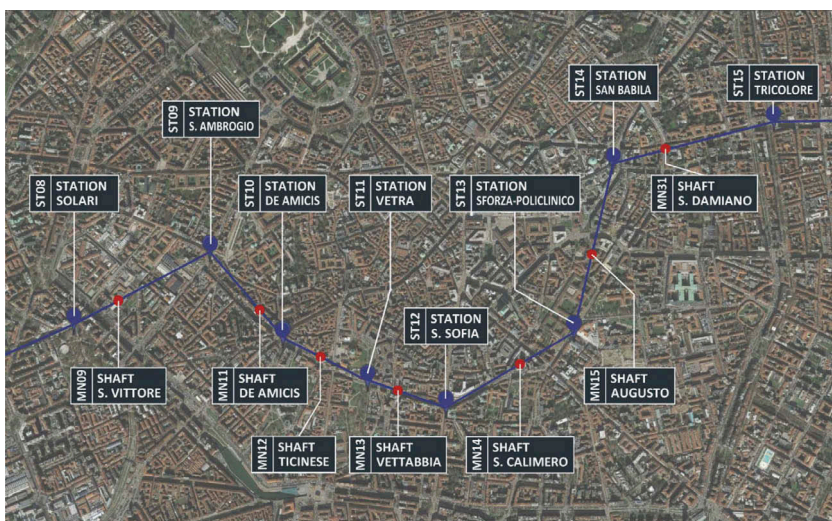 ST14
STATION
SAN BABILA
ST15
STATION
TRICOLORE
ST09
STATION
S. AMBROGIO
ST08
STATION
SOLARI
ST10
STATION
DE AMICIS
ST11
STATION
VETRA
ST13
STATION
SFORZA-POLICLINICO
MN31
SHAFT
S. DAMIANO
ST12
STATION
S. SOFIA
MN09
SHAFT
S. VITTORE
MN11
SHAFT
DE AMICIS
MN15
SHAFT
AUGUSTO
MN12
SHAFT
TICINESE
MN13
SHAFT
VETTABBIA
MN14
SHAFT
S. CALIMERO